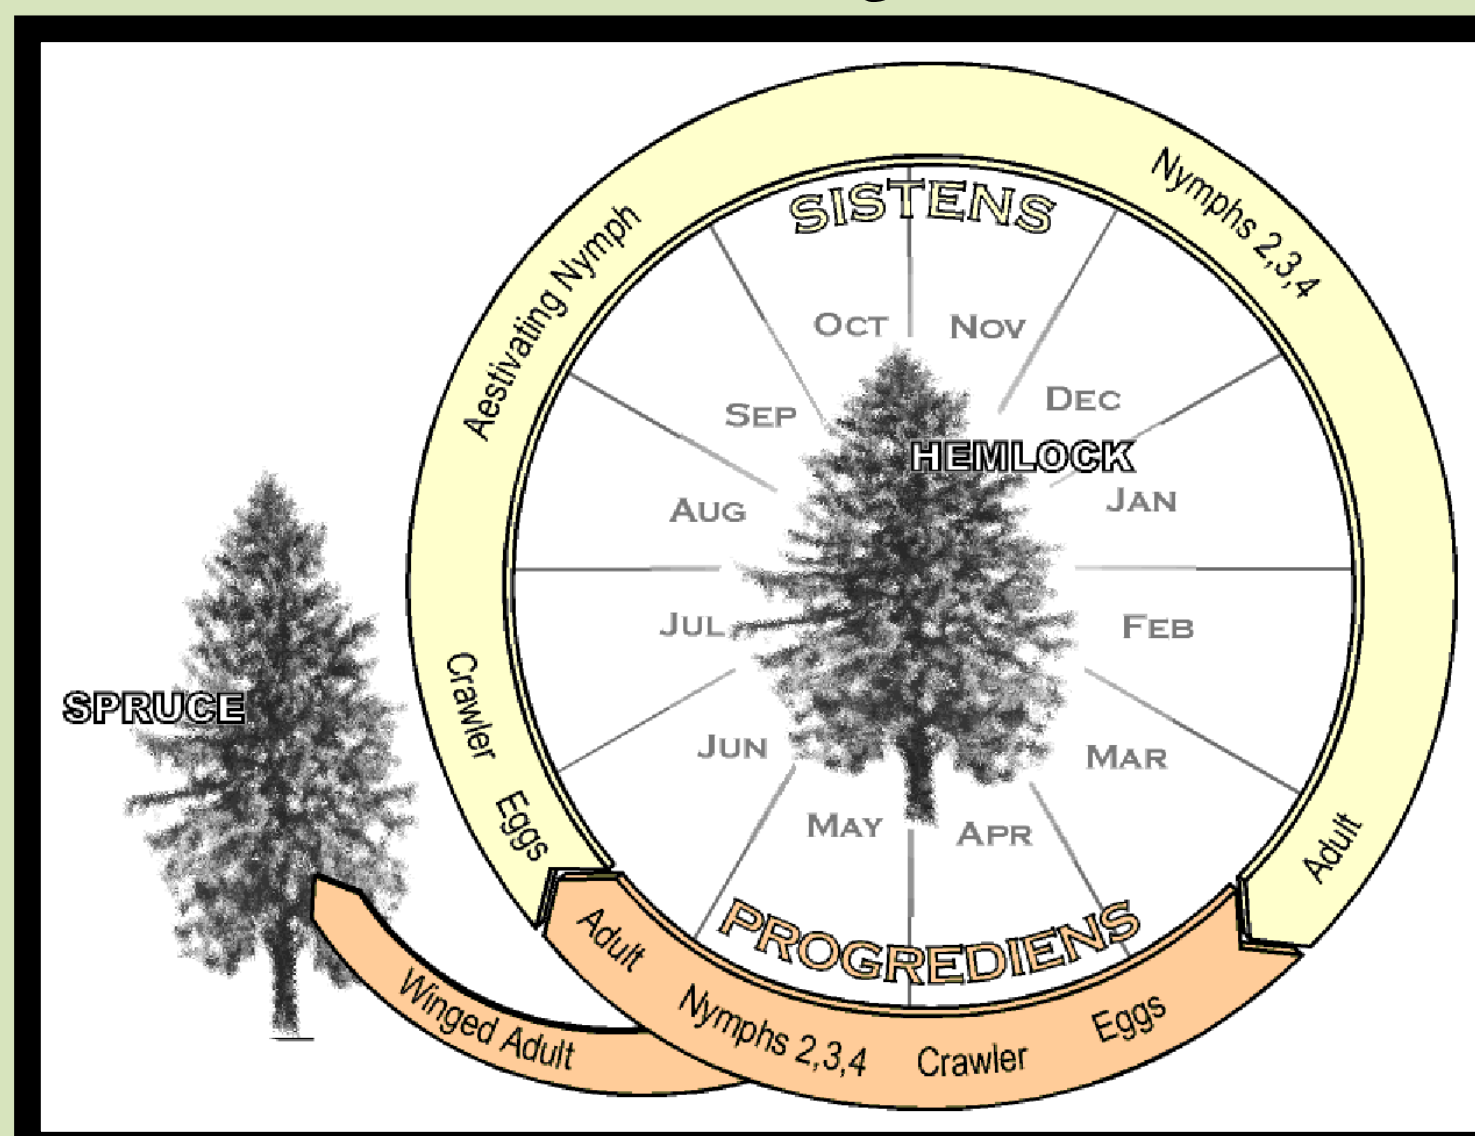 Nymphs 2,3,4
SISTENS
Aestivating Nymph
OCT
NOV
SEP
DEC
HEMLOCK
AUG
JAN
JUL
FEB
Crawler
SPRUCE
JUN
MAR
Eggs
MAY
APR
Adult
PROGREDIENS
Adult
Winged Adult
Nymphs 2,3,4
Crawler
Eggs